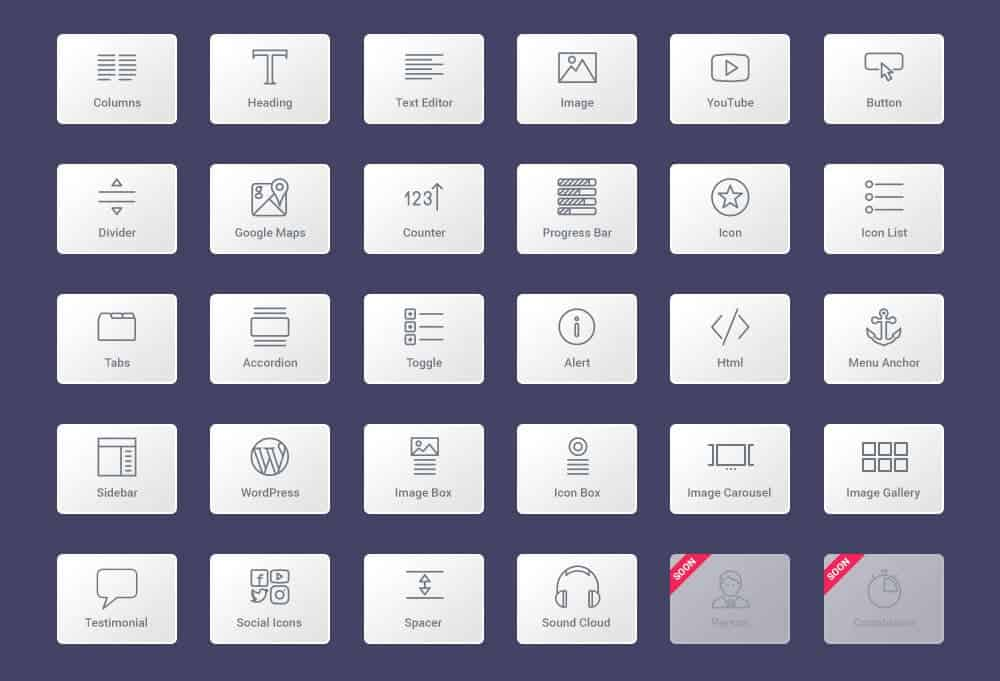 Columns
Heading
Text Editor
Image
YouTube
Button
Divider
Google Maps
123
Counter
Progress Bar
Icon
Icon List
Tabs
Accordion
Toggle
Alert
Html
Menu Anchor
Sidebar
WordPress
Image Box
Icon Box
Image Carousel
Image Gallery
Testimonial
Social Icons
Spacer
Sound Cloud
SOON
SOON